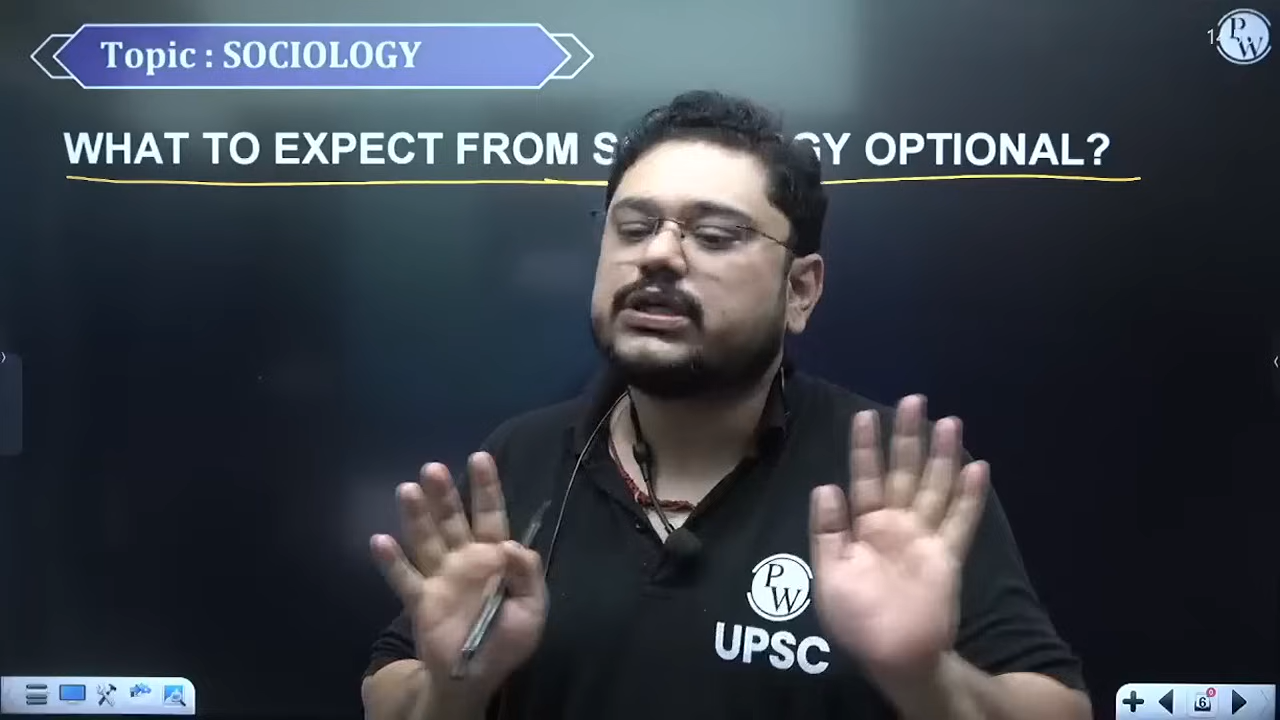 Topic : SOCIOLOGY
PW
WHAT TO EXPECT FROM S GY OPTIONAL?
PW
UPSC
6